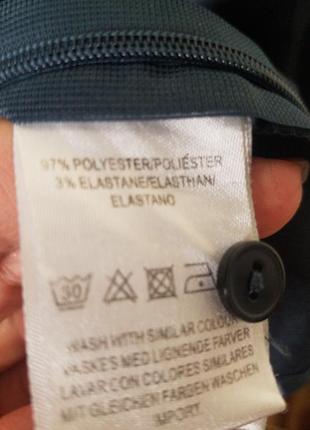 97% POLYESTER/POLIÉSTER
3% ELASTANE/ELASTHAN/
ELASTANO
30
WASH WITH SIMILAR COLOUR
VASKES MED LIGNENDE FARVER
LAVAR CON COLORES SIMILARES
MIT GLEICHEN FARBEN WASCHEN
IMPORT